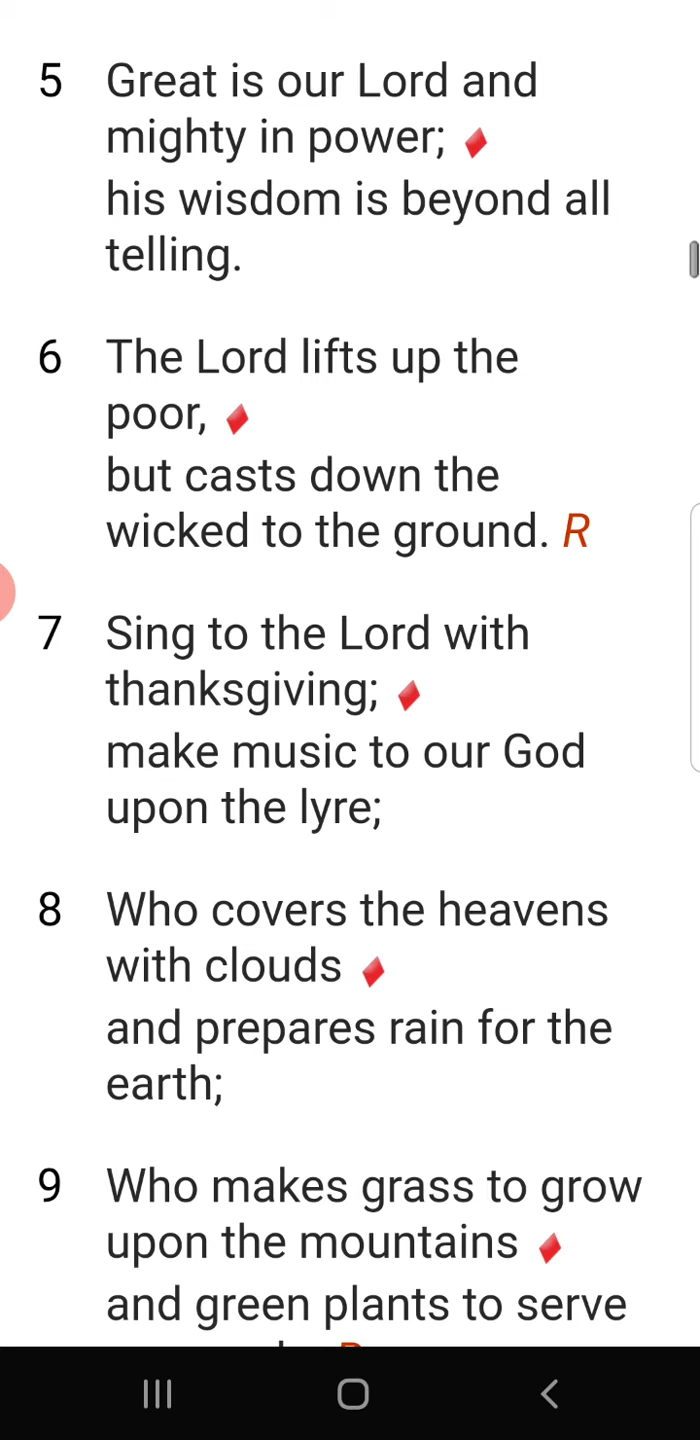 5 Great is our Lord and
mighty in power; ♦
his wisdom is beyond all
telling.
6 The Lord lifts up the
poor, ♦
but casts down the
wicked to the ground. R
7 Sing to the Lord with
thanksgiving; ♦
make music to our God
upon the lyre;
8 Who covers the heavens
with clouds ♦
and prepares rain for the
earth;
9 Who makes grass to grow
upon the mountains ♦
and green plants to serve